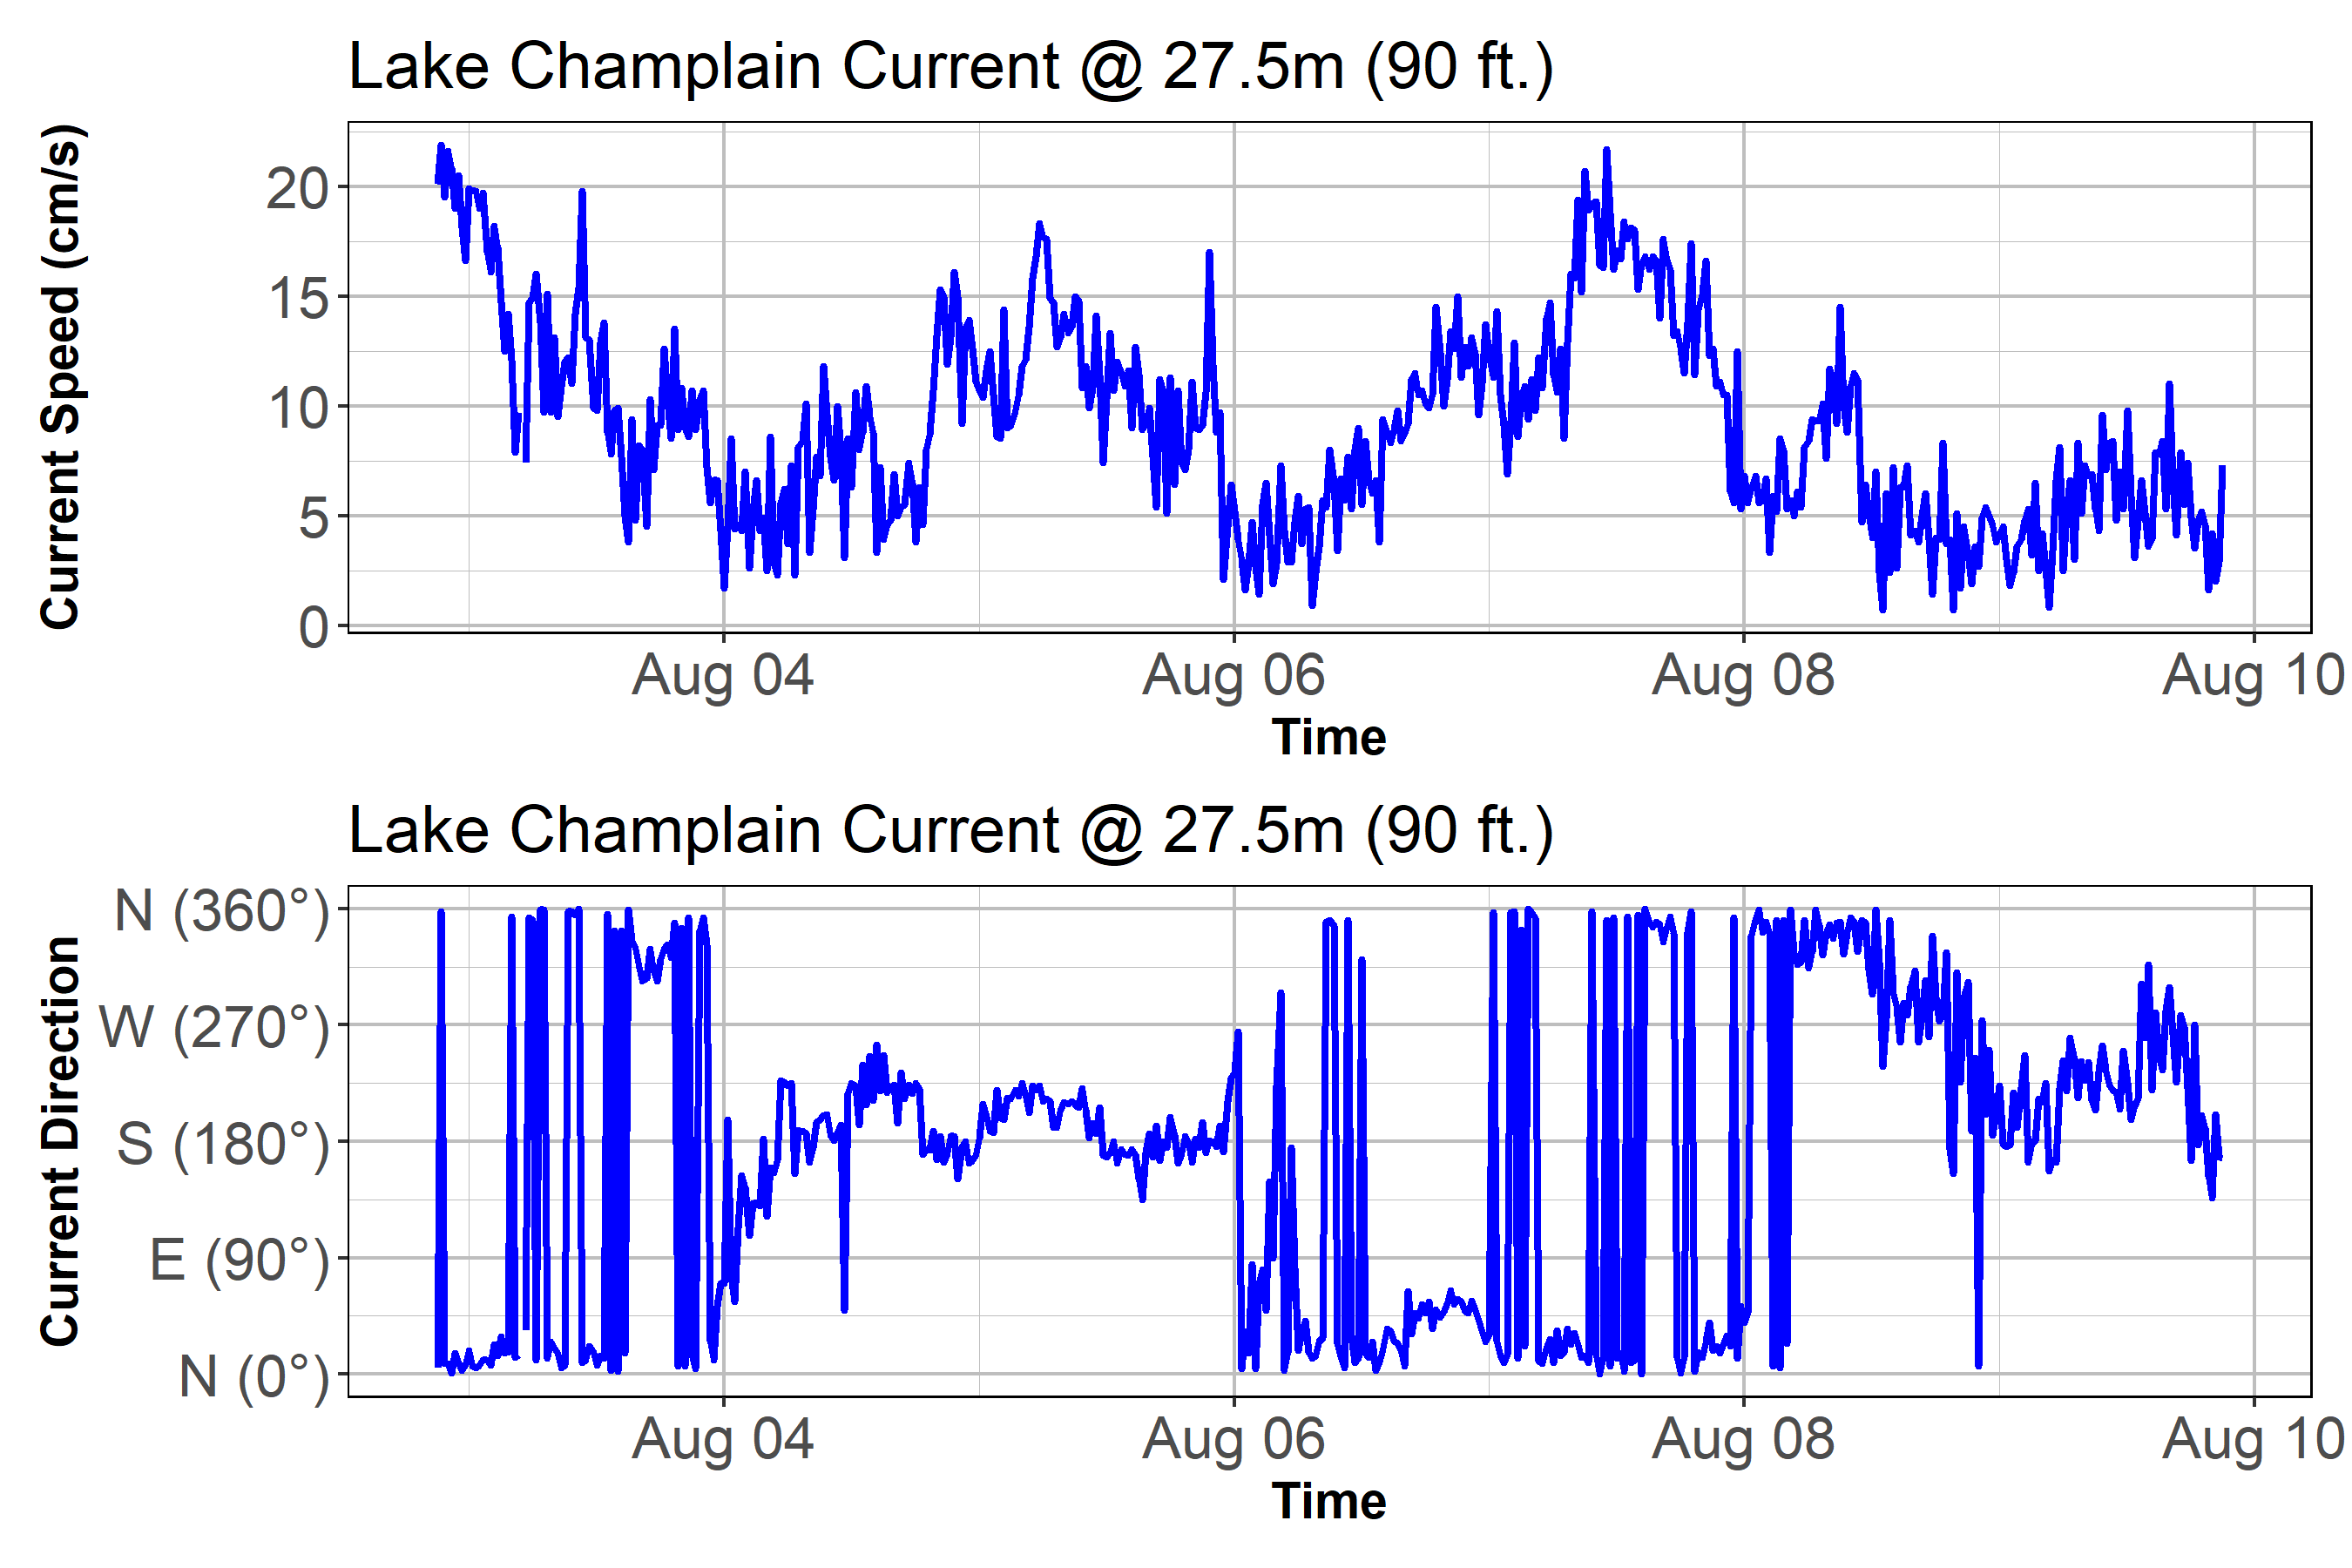 Lake Champlain Current @ 27.5m (90 ft.)
Current Speed (cm/s)
20
15
10
5
0
Aug 04 Aug 06 Aug 08 Aug 10
Time
Lake Champlain Current @ 27.5m (90 ft.)
Current Direction
N (360°)
W (270°)
S (180°)
E (90°)
N (0°)
Aug 04 Aug 06 Aug 08 Aug 10
Time